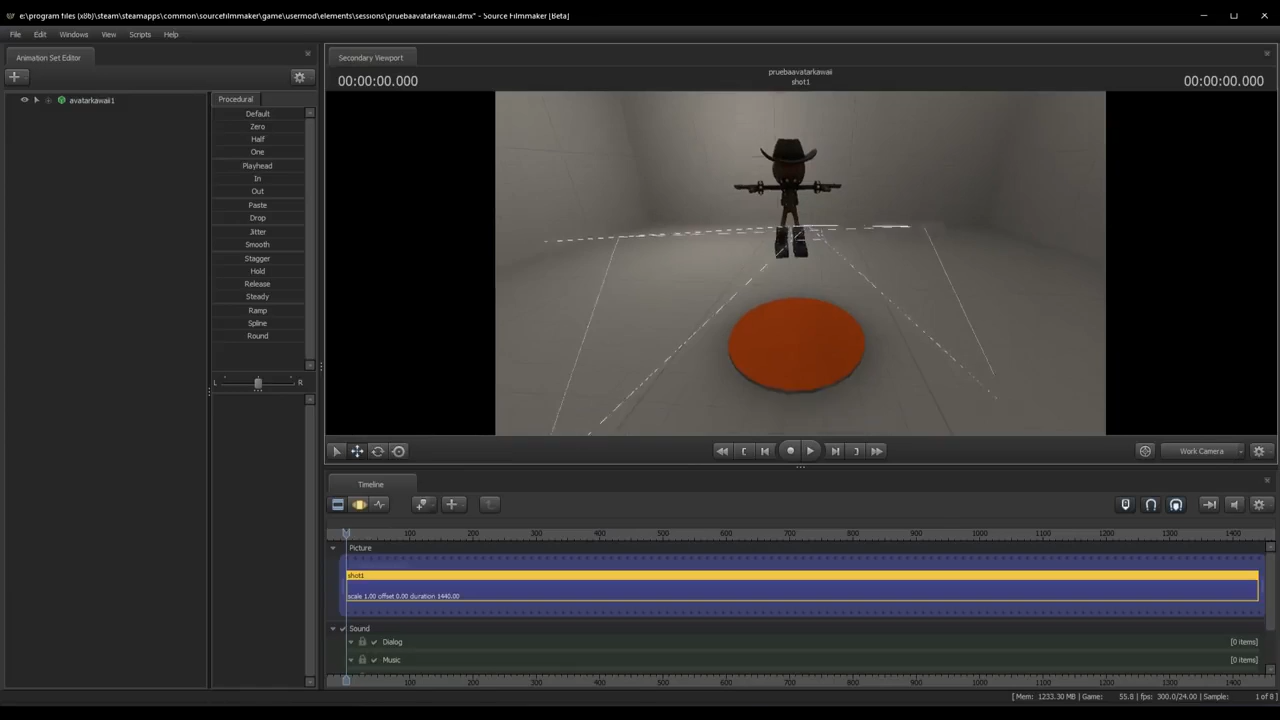 e:\program files (x86)\steam\steamapps\common\sourcefilmmaker\game\usermod\elements\sessions\pruebaavatarkawaii.dmx* - Source Filmmaker [Beta]
File Edit Windows View Scripts Help
Animation Set Editor
avatarkawaii1
Procedural
Default
Zero
Half
One
Playhead
In
Out
Paste
Drop
Jitter
Smooth
Stagger
Hold
Release
Steady
Ramp
Spline
Round
L R
Secondary Viewport
00:00:00.000
pruebaavatarkawaii
shot1
00:00:00.000
Work Camera
Timeline
100 200 300 400 500 600 700 800 900 1000 1100 1200 1300 1400
Picture
shot1
scale 1.00 offset 0.00 duration 1440.00
Sound
Dialog [0 items]
Music [0 items]
100 200 300 400 500 600 700 800 900 1000 1100 1200 1300 1400
[ Mem: 1233.30 MB | Game: 55.8 | fps: 300.0/24.00 | Sample: 1 of 8 ]